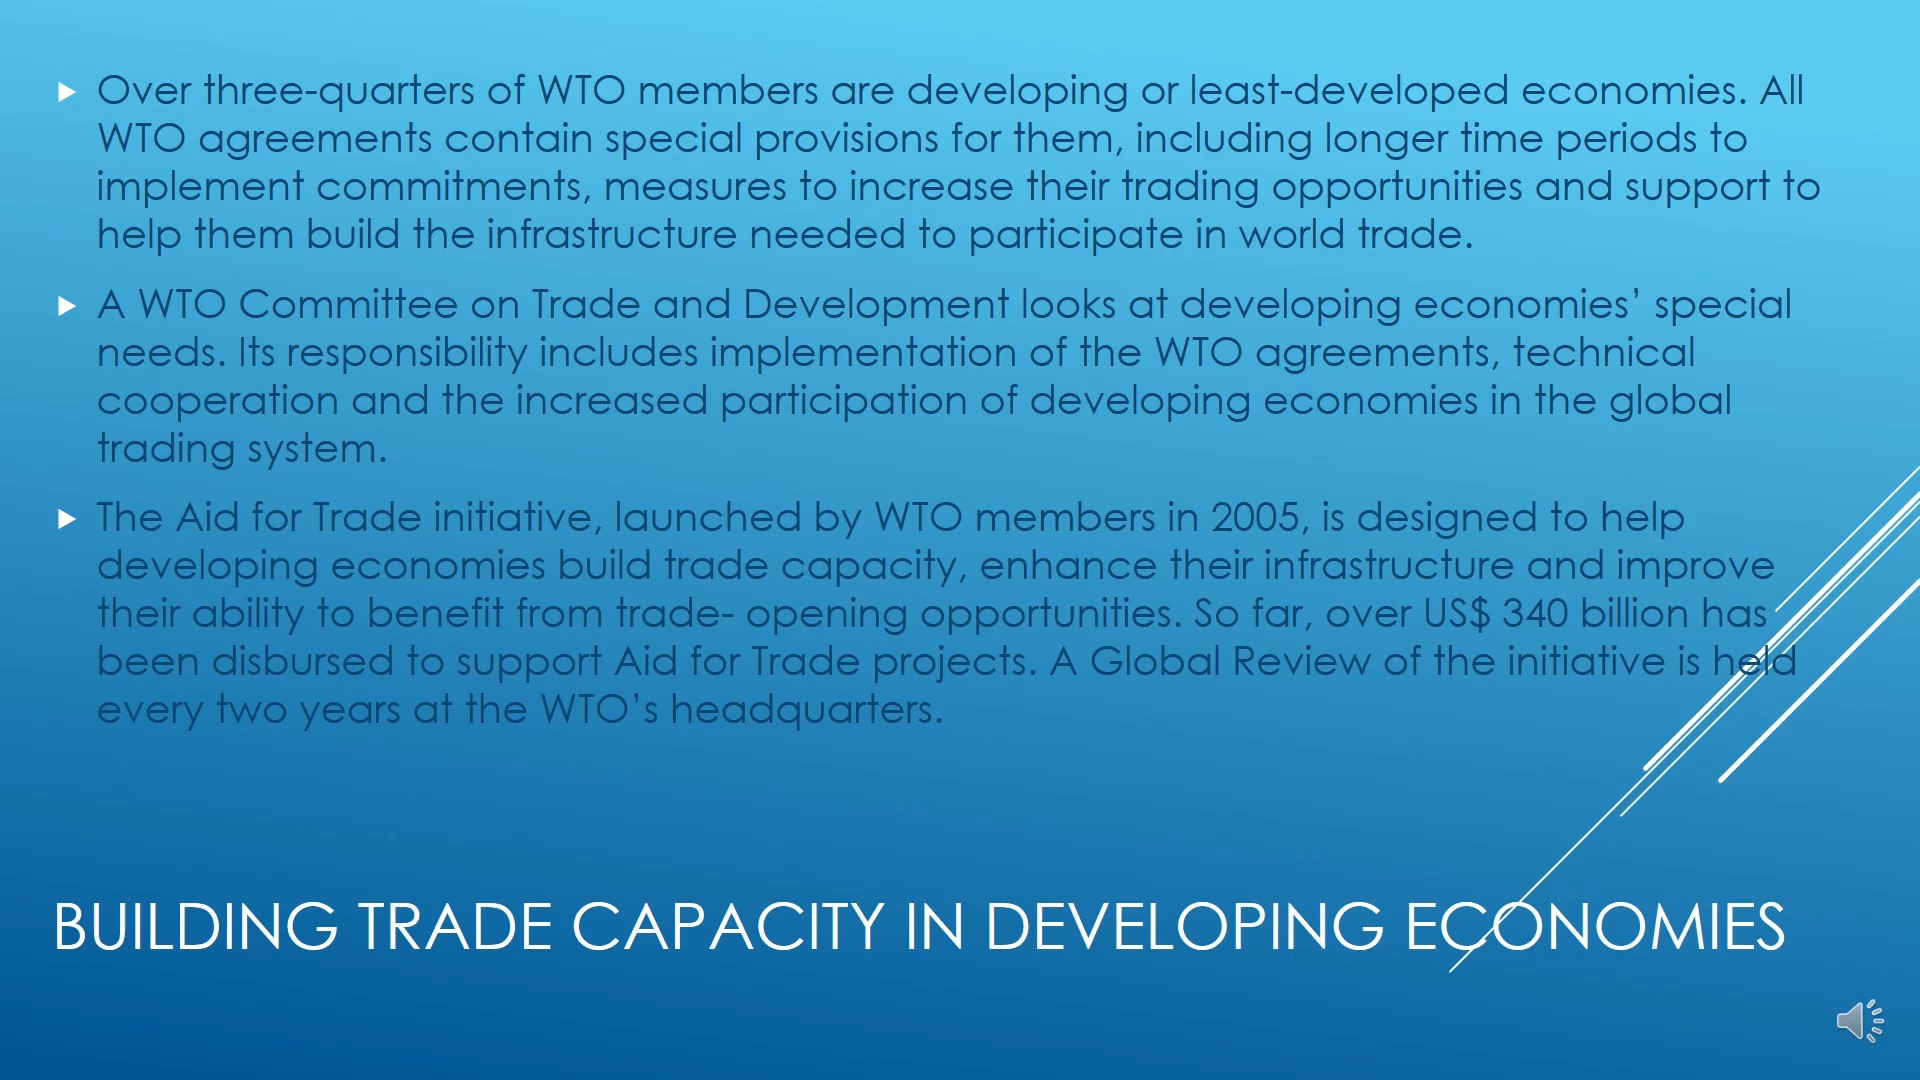 Over three-quarters of WTO members are developing or least-developed economies. All
WTO agreements contain special provisions for them, including longer time periods to
implement commitments, measures to increase their trading opportunities and support to
help them build the infrastructure needed to participate in world trade.
A WTO Committee on Trade and Development looks at developing economies’ special
needs. Its responsibility includes implementation of the WTO agreements, technical
cooperation and the increased participation of developing economies in the global
trading system.
The Aid for Trade initiative, launched by WTO members in 2005, is designed to help
developing economies build trade capacity, enhance their infrastructure and improve
their ability to benefit from trade- opening opportunities. So far, over US$ 340 billion has
been disbursed to support Aid for Trade projects. A Global Review of the initiative is held
every two years at the WTO’s headquarters.
BUILDING TRADE CAPACITY IN DEVELOPING ECONOMIES